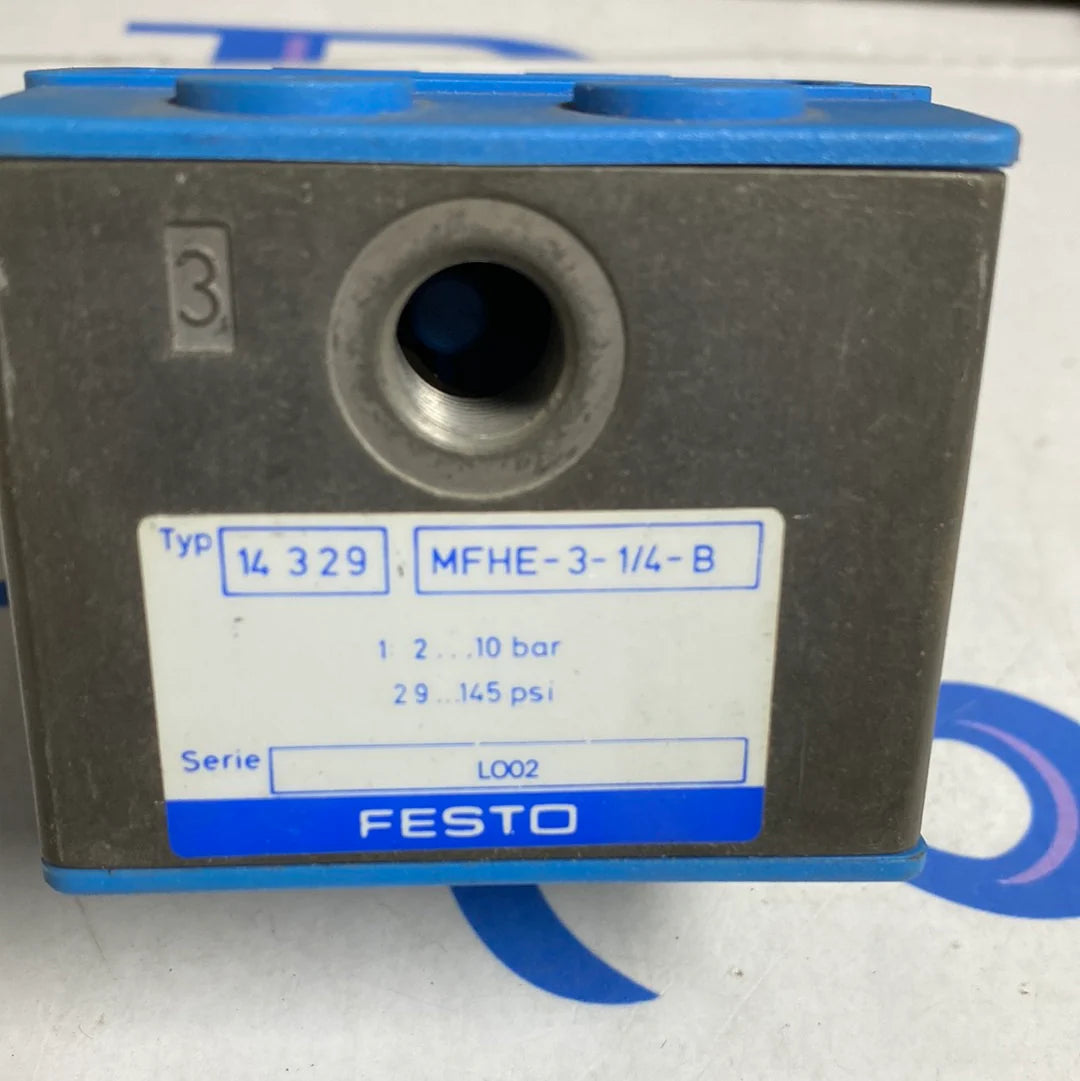 3
Typ 14 329 MFHE-3-1/4-B
1: 2...10 bar
29...145 psi
Serie L002
FESTO